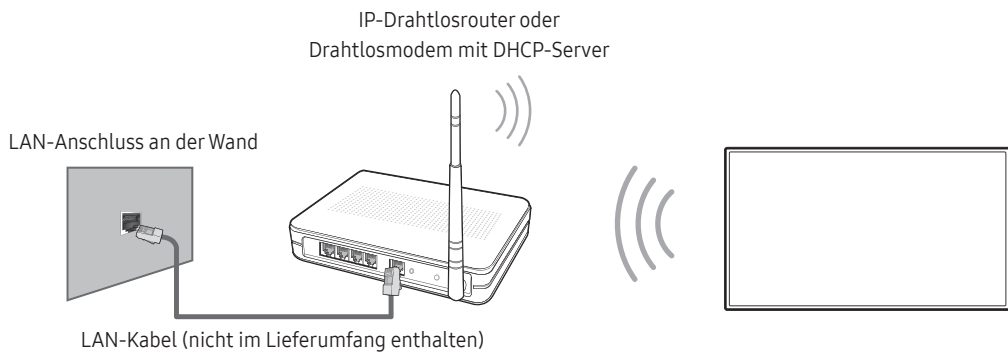 IP-Drahtlosrouter oder
Drahtlosmodem mit DHCP-Server
LAN-Anschluss an der Wand
LAN-Kabel (nicht im Lieferumfang enthalten)